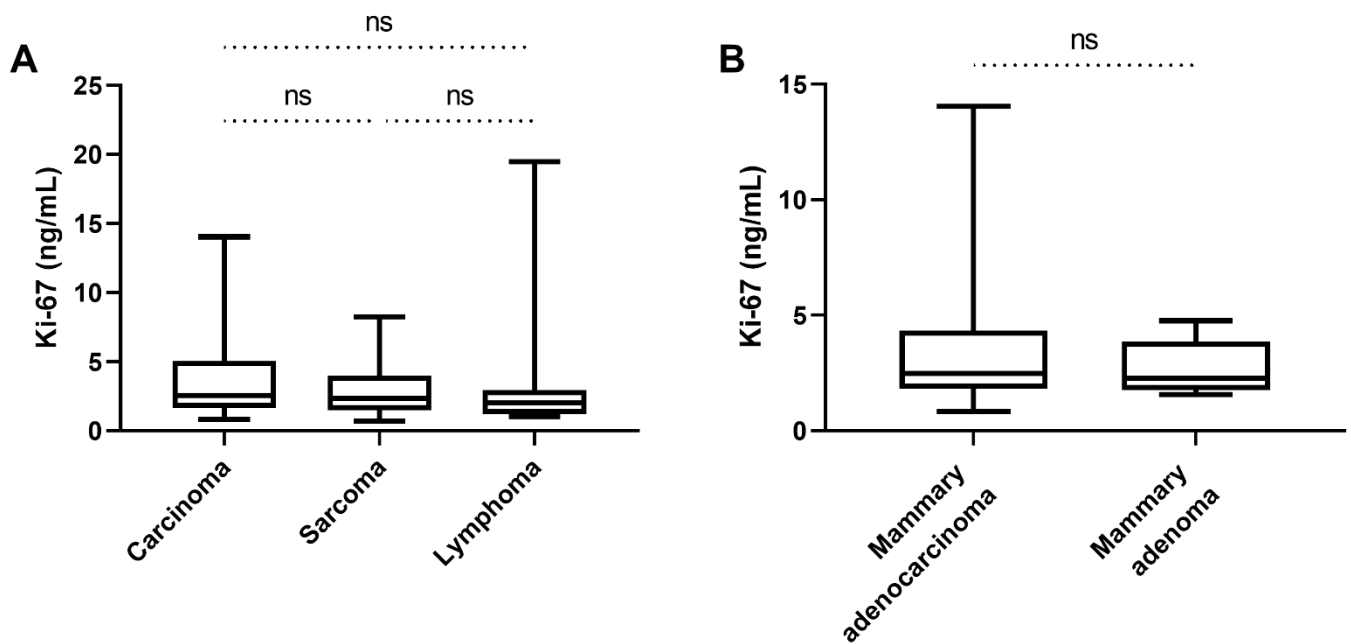 A
ns
ns
ns
Ki-67 (ng/mL)
25
20
15
10
5
0
Carcinoma
Sarcoma
Lymphoma
B
ns
Ki-67 (ng/mL)
15
10
5
0
Mammary
adenocarcinoma
Mammary
adenoma